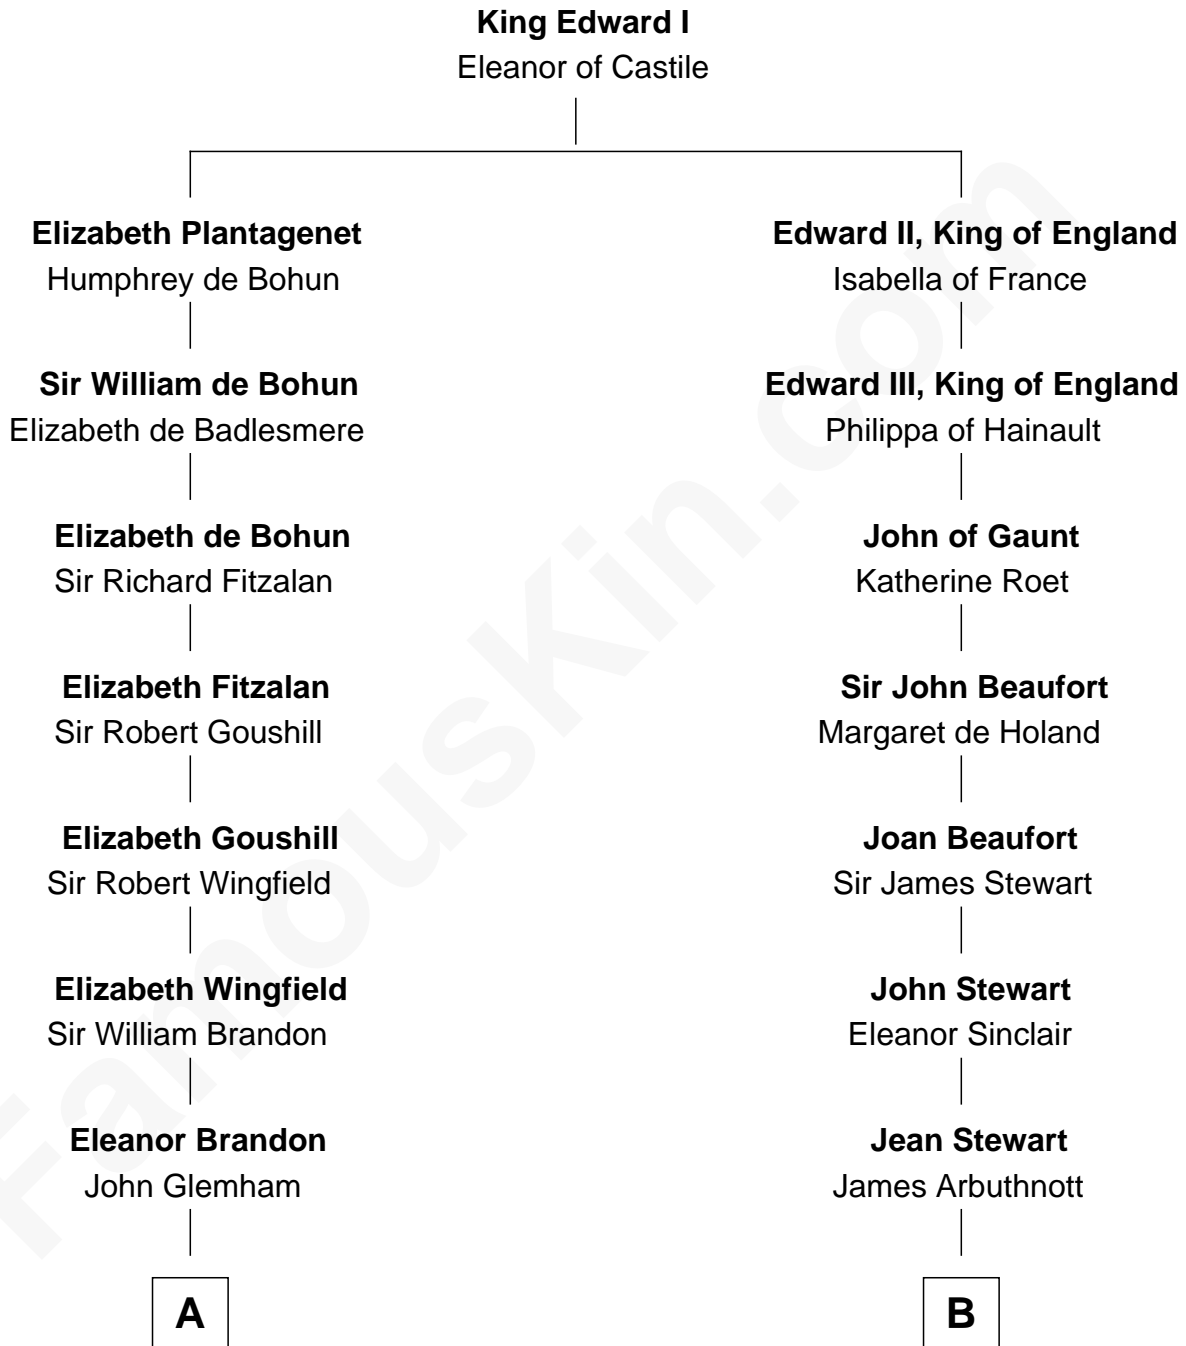 King Edward I
Eleanor of Castile
Elizabeth Plantagenet
Humphrey de Bohun
Edward II, King of England
Isabella of France
Sir William de Bohun
Elizabeth de Badlesmere
Edward III, King of England
Philippa of Hainault
Elizabeth de Bohun
Sir Richard Fitzalan
John of Gaunt
Katherine Roet
Elizabeth Fitzalan
Sir Robert Goushill
Sir John Beaufort
Margaret de Holand
Elizabeth Goushill
Sir Robert Wingfield
Joan Beaufort
Sir James Stewart
Elizabeth Wingfield
Sir William Brandon
John Stewart
Eleanor Sinclair
Eleanor Brandon
John Glemham
Jean Stewart
James Arbuthnott
A
B
FamousKin.com